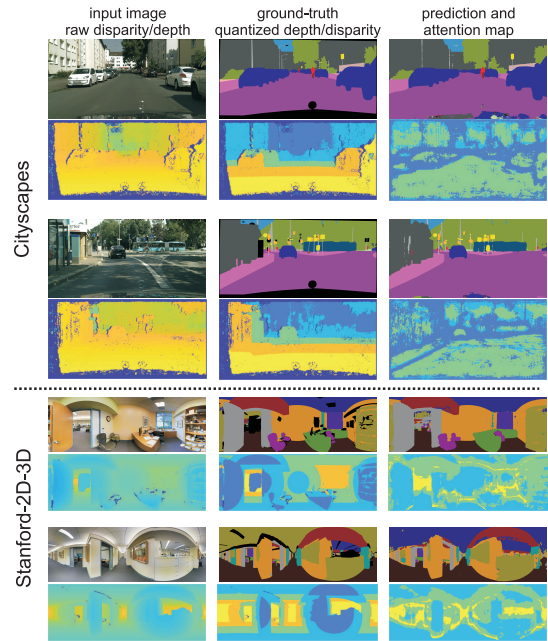 input image
raw disparity/depth
ground-truth
quantized depth/disparity
prediction and
attention map
Cityscapes
Stanford-2D-3D